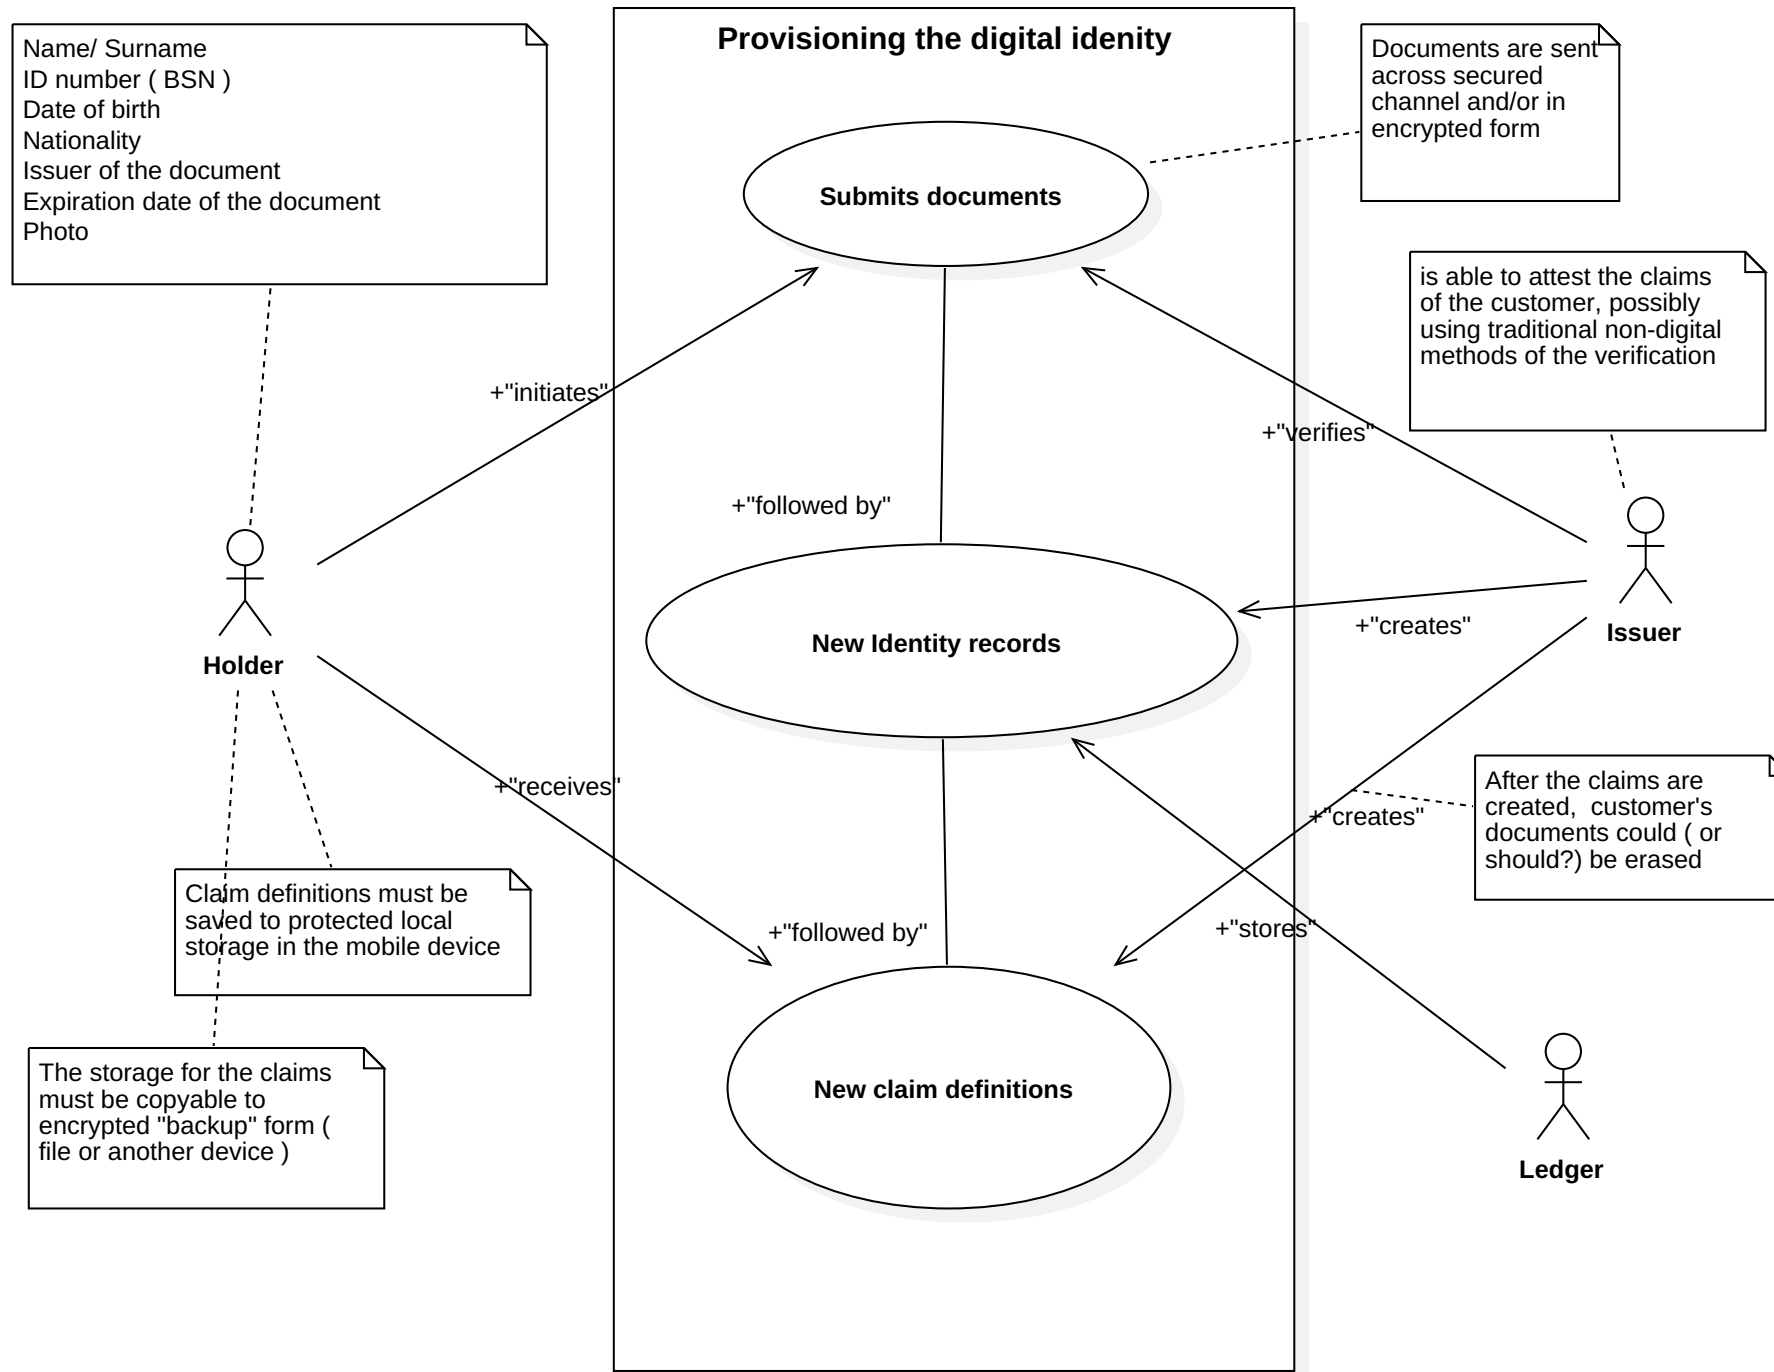 Provisioning the digital idenity
Name/ Surname
ID number ( BSN )
Date of birth
Nationality
Issuer of the document
Expiration date of the document
Photo
Documents are sent
across secured
channel and/or in
encrypted form
Submits documents
is able to attest the claims
of the customer, possibly
using traditional non-digital
methods of the verification
+"initiates"
+"verifies"
+"followed by"
Holder
New Identity records
+"creates"
Issuer
+"receives"
After the claims are
created,  customer's
documents could ( or
should?) be erased
+"creates"
Claim definitions must be
saved to protected local
storage in the mobile device
+"followed by"
+"stores"
The storage for the claims
must be copyable to
encrypted "backup" form (
file or another device )
New claim definitions
Ledger